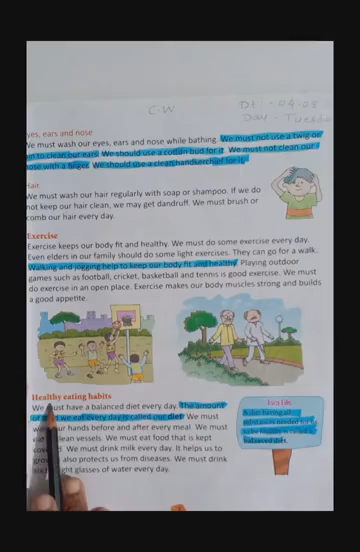 C.W
Dt - 04-08
Day - Tuesda
yes, ears and nose
We must wash our eyes, ears and nose while bathing. We must not use a twig or
in to clean our ears. We should use a cotton bud for it. We must not clean our
nose with a finger. We should use a clean handkerchief for it.
Hair
We must wash our hair regularly with soap or shampoo. If we do
not keep our hair clean, we may get dandruff. We must brush or
comb our hair every day.
Exercise
Exercise keeps our body fit and healthy. We must do some exercise every day.
Even elders in our family should do some light exercises. They can go for a walk.
Walking and jogging help to keep our body fit and healthy. Playing outdoor
games such as football, cricket, basketball and tennis is good exercise. We must
do exercise in an open place. Exercise makes our body muscles strong and builds
a good appetite.
Healthy eating habits
We must have a balanced diet every day. The amount
of we eat every day is called our diet. We must
our hands before and after every meal. We must
clean vessels. We must eat food that is kept
We must drink milk every day. It helps us to
also protects us from diseases. We must drink
glasses of water every day.
having all
needed for
is called a
balanced diet.